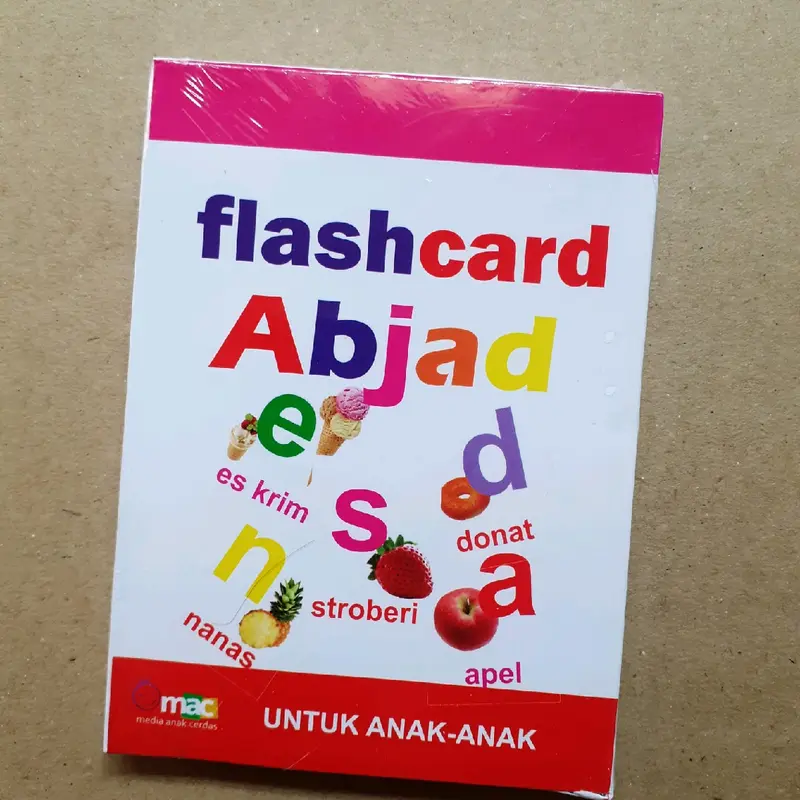 flashcard
Abjad
e
es krim
d
donat
s
stroberi
n
nanas
a
apel
mac
media anak cerdas
UNTUK ANAK-ANAK